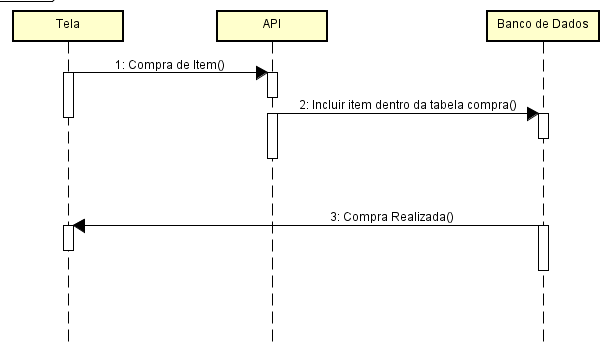 Tela
API
Banco de Dados
1: Compra de Item()
2: Incluir item dentro da tabela compra()
3: Compra Realizada()